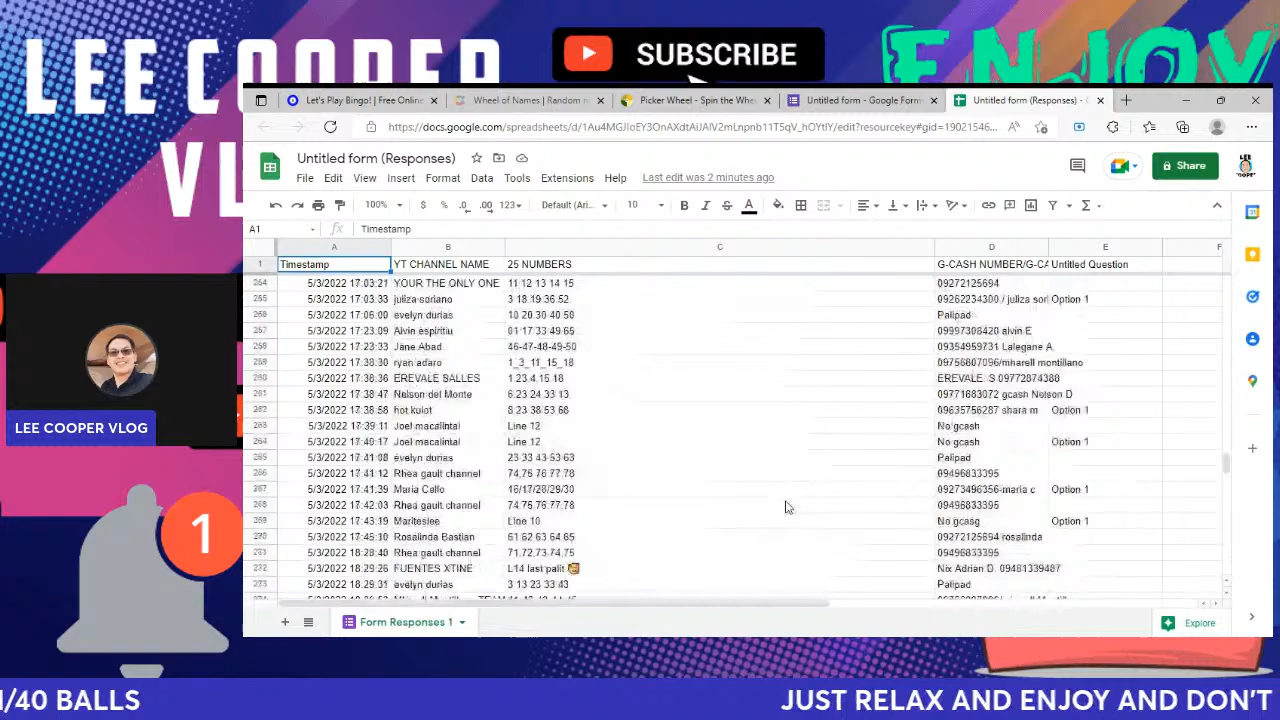 LEE COOPER
VL
SUBSCRIBE
ENJOY
Let's Play Bingo! | Free Online
Wheel of Names | Random
Picker Wheel - Spin the Whe
Untitled form - Google Form
Untitled form (Responses) - G
Untitled form (Responses)
File Edit View Insert Format Data Tools Extensions Help Last edit was 2 minutes ago
Share
100% $ % .0 .00 123 Default (Ari... 10 B I S A
A1 fx Timestamp
A B C D E F
1 Timestamp YT CHANNEL NAME 25 NUMBERS G-CASH NUMBER/G-CA Untitled Question
5/3/2022 17:03:21 YOUR THE ONLY ONE 11 12 13 14 15 09272125694
5/3/2022 17:03:33 juliza soriano 3 18 19 36 52 09262234300 / juliza sor Option 1
5/3/2022 17:06:00 evelyn durias 10 20 30 40 50 Palipad
5/3/2022 17:23:09 Alvin espiritiu 01 17 33 49 65 09997308420 alvin E
5/3/2022 17:23:33 Jane Abad 46-47-48-49-50 09354959731 Lalegane A
5/3/2022 17:38:30 ryan adaro 1_3_11_15_18 09756807096/mharell montillano
5/3/2022 17:38:36 EREVALE SALLES 1 23 4 15 18 EREVALE S 09772874388
5/3/2022 17:38:47 Nelson del Monte 6 23 24 33 13 09771683072 gcash Nelson D
262 5/3/2022 17:38:58 hot kulot 8 23 38 53 68 09635756287 shara m Option 1
5/3/2022 17:39:11 Joel macalintal Line 12 No gcash
264 5/3/2022 17:40:17 Joel macalintal Line 12 No gcash Option 1
265 5/3/2022 17:41:08 evelyn durias 23 33 43 53 63 Palipad
266 5/3/2022 17:41:12 Rhea gault channel 74,75 76 77,78 09496833395
267 5/3/2022 17:41:39 Maria Cello 16/17/28/29/30 09273496356-maria c Option 1
268 5/3/2022 17:42:03 Rhea gault channel 74,76,76,77,78 09496833395
269 5/3/2022 17:43:19 Mariteslee Line 10 No gcasg Option 1
270 5/3/2022 17:45:10 Rosalinda Bastian 61 62 63 64 65 09272125694 rosalinda
271 5/3/2022 18:28:40 Rhea gault channel 71,72,73,74,75 09496833395
272 5/3/2022 18:29:26 FUENTES XTINE L14 last palit 🥰 Nix Adrian D. 09481339487
273 5/3/2022 18:29:31 evelyn durias 3 13 23 33 43 Palipad
Form Responses 1
Explore
LEE COOPER VLOG
1
/40 BALLS
JUST RELAX AND ENJOY AND DON'T